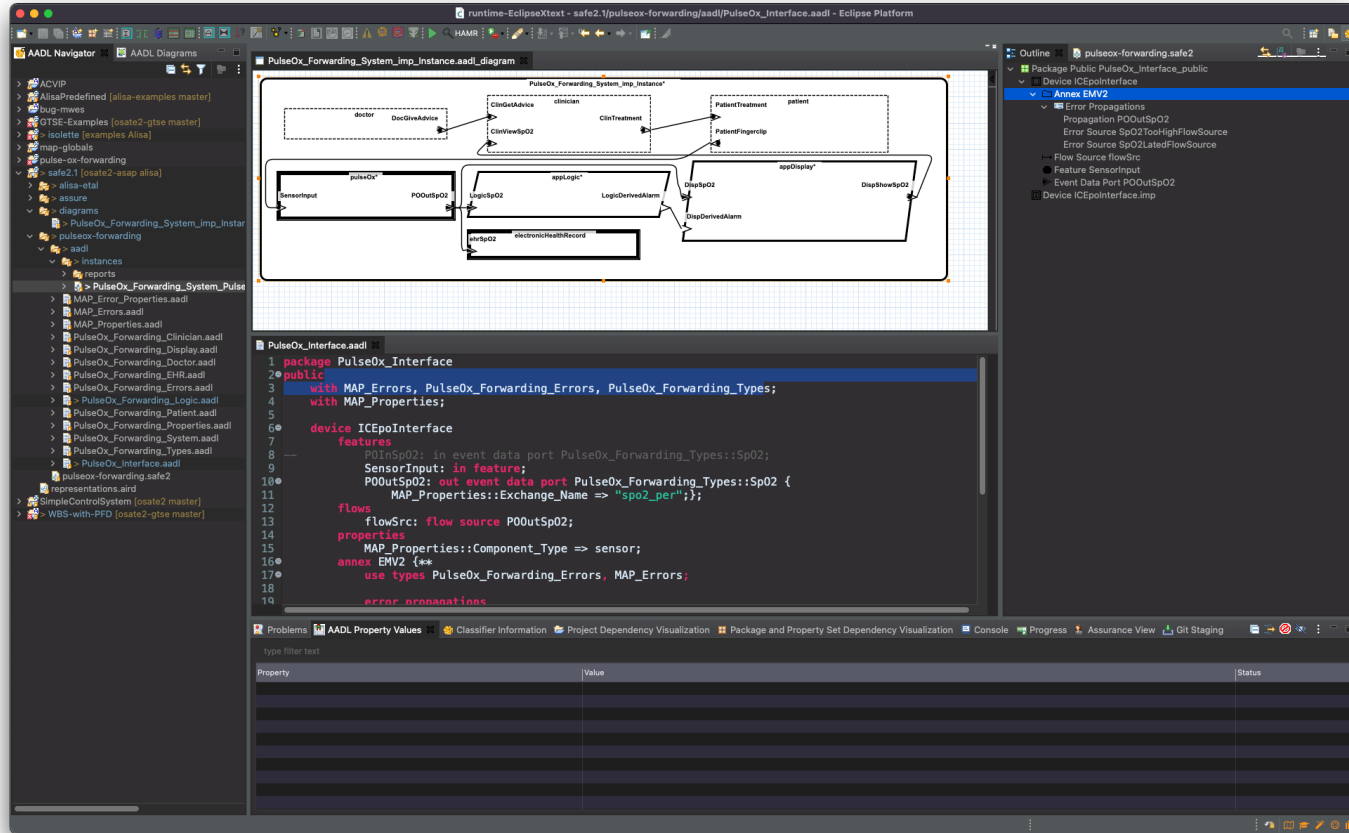 runtime-EclipseXtext - safe2.1/pulseox-forwarding/aadl/PulseOx_Interface.aadl - Eclipse Platform
HAMR
AADL Navigator
AADL Diagrams
ACVIP
AlisaPredefined [alisa-examples master]
bug-mwes
GTSE-Examples [osate2-gtse master]
> isolette [examples Alisa]
map-globals
pulse-ox-forwarding
> safe2.1 [osate2-asap alisa]
> alisa-etal
> assure
> diagrams
> PulseOx_Forwarding_System_imp_Instar
> pulseox-forwarding
> aadl
> instances
reports
> PulseOx_Forwarding_System_Pulse
MAP_Error_Properties.aadl
MAP_Errors.aadl
MAP_Properties.aadl
PulseOx_Forwarding_Clinician.aadl
PulseOx_Forwarding_Display.aadl
PulseOx_Forwarding_Doctor.aadl
PulseOx_Forwarding_EHR.aadl
PulseOx_Forwarding_Errors.aadl
> PulseOx_Forwarding_Logic.aadl
PulseOx_Forwarding_Patient.aadl
PulseOx_Forwarding_Properties.aadl
PulseOx_Forwarding_System.aadl
PulseOx_Forwarding_Types.aadl
> PulseOx_Interface.aadl
pulseox-forwarding.safe2
representations.aird
SimpleControlSystem [osate2 master]
> WBS-with-PFD [osate2-gtse master]
PulseOx_Forwarding_System_imp_Instance.aadl_diagram
PulseOx_Forwarding_System_imp_Instance*
doctor
DocGiveAdvice
clinician
ClinGetAdvice
ClinTreatment
ClinViewSpO2
patient
PatientTreatment
PatientFingerclip
pulseOx*
SensorInput
POOutSpO2
appLogic*
LogicSpO2
LogicDerivedAlarm
appDisplay*
DispSpO2
DispShowSpO2
DispDerivedAlarm
electronicHealthRecord
ehrSpO2
PulseOx_Interface.aadl
1 package PulseOx_Interface
2 public
3 with MAP_Errors, PulseOx_Forwarding_Errors, PulseOx_Forwarding_Types;
4 with MAP_Properties;
5
6 device ICEpoInterface
7 features
8 -- POInSpO2: in event data port PulseOx_Forwarding_Types::SpO2;
9 SensorInput: in feature;
10 POOutSpO2: out event data port PulseOx_Forwarding_Types::SpO2 {
11 MAP_Properties::Exchange_Name => "spo2_per";};
12 flows
13 flowSrc: flow source POOutSpO2;
14 properties
15 MAP_Properties::Component_Type => sensor;
16 annex EMV2 {**
17 use types PulseOx_Forwarding_Errors, MAP_Errors;
18
19 error propagations
Outline
pulseox-forwarding.safe2
Package Public PulseOx_Interface_public
Device ICEpoInterface
Annex EMV2
Error Propagations
Propagation POOutSpO2
Error Source SpO2TooHighFlowSource
Error Source SpO2LatedFlowSource
Flow Source flowSrc
Feature SensorInput
Event Data Port POOutSpO2
Device ICEpoInterface.imp
Problems
AADL Property Values
Classifier Information
Project Dependency Visualization
Package and Property Set Dependency Visualization
Console
Progress
Assurance View
Git Staging
type filter text
Property
Value
Status